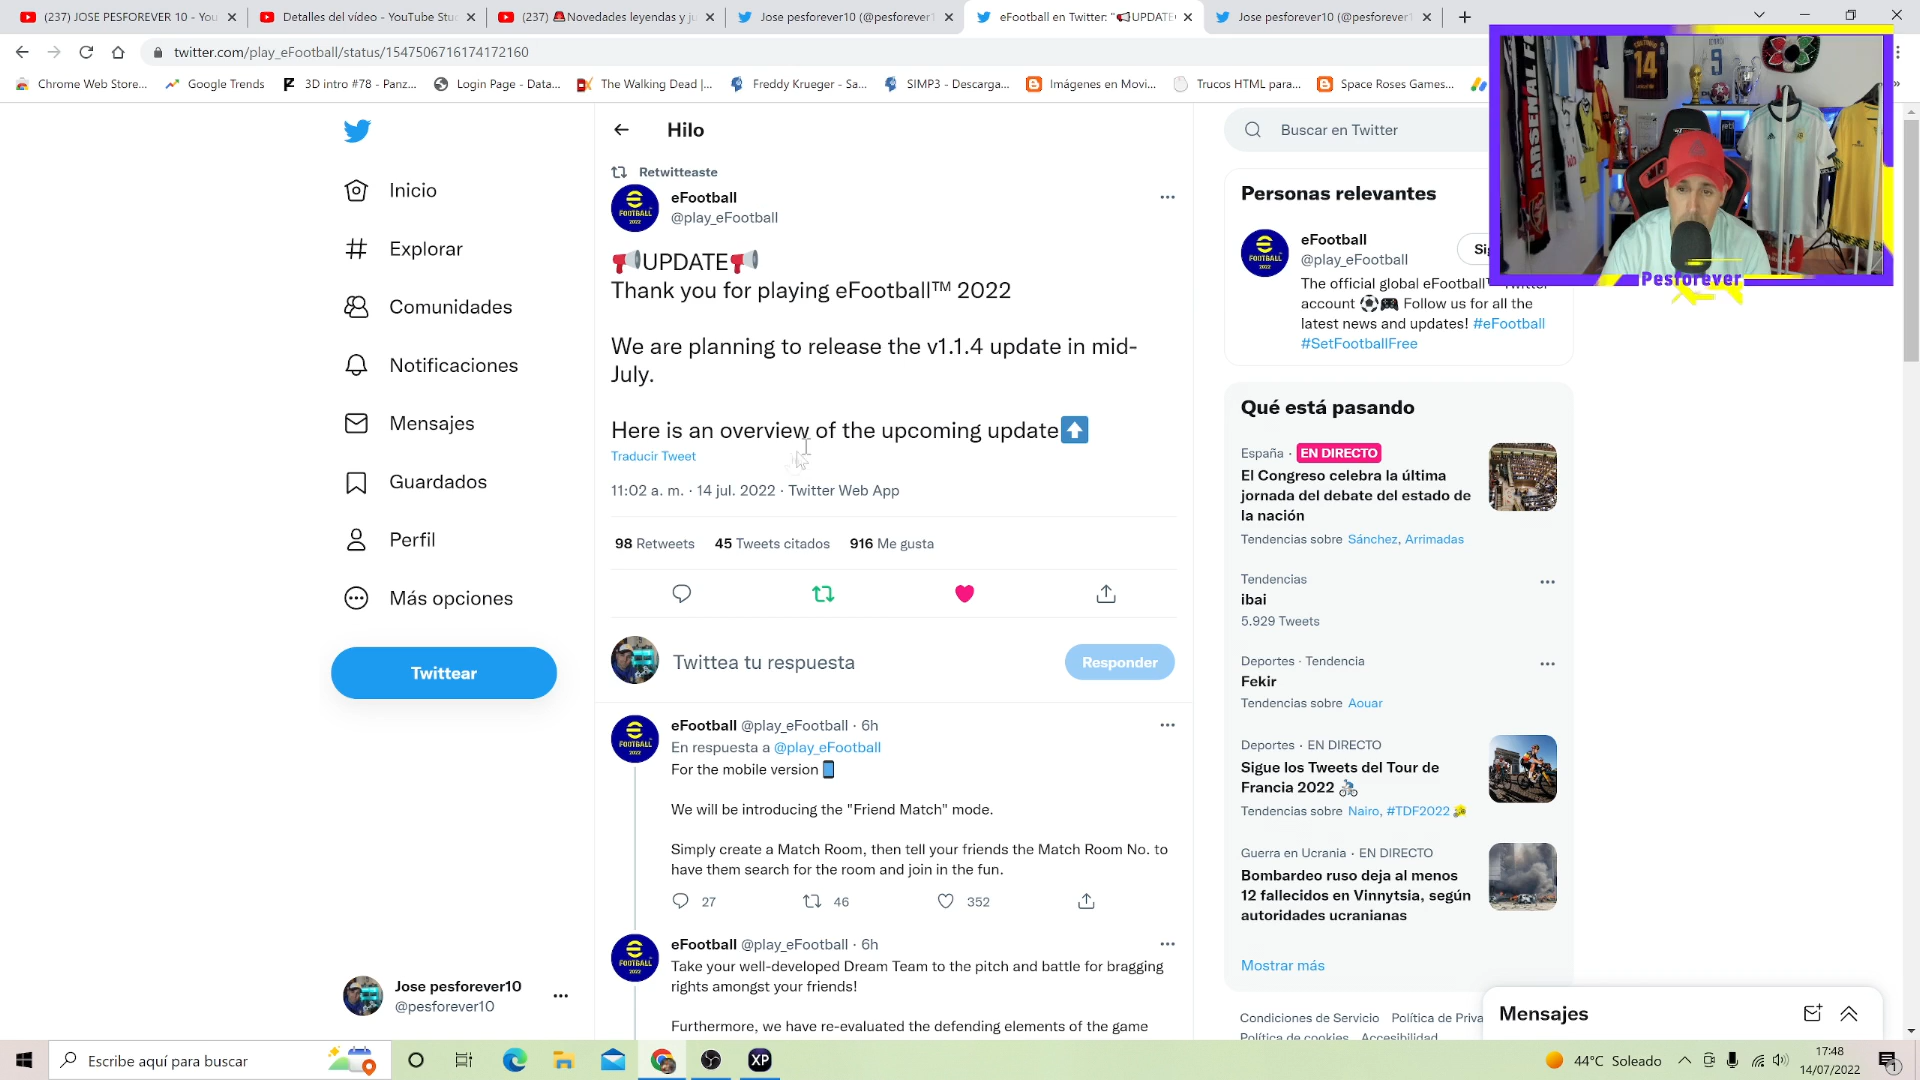 (237) JOSE PESFOREVER 10 - You
Detalles del vídeo - YouTube Stu
(237) 🚨Novedades leyendas y ju
Jose pesforever10 (@pesforever1
eFootball en Twitter: "📢UPDATE
Jose pesforever10 (@pesforever1
twitter.com/play_eFootball/status/1547506716174172160
Chrome Web Store...
Google Trends
3D intro #78 - Panz...
Login Page - Data...
The Walking Dead |...
Freddy Krueger - Sa...
SIMP3 - Descarga...
Imágenes en Movi...
Trucos HTML para...
Space Roses Games...
Pesforever
Inicio
Explorar
Comunidades
Notificaciones
Mensajes
Guardados
Perfil
Más opciones
Twittear
Jose pesforever10
@pesforever10
Hilo
Retwitteaste
eFootball
@play_eFootball
📢UPDATE📢
Thank you for playing eFootball™ 2022
We are planning to release the v1.1.4 update in mid-
July.
Here is an overview of the upcoming update⬆
Traducir Tweet
11:02 a. m. · 14 jul. 2022 · Twitter Web App
98 Retweets 45 Tweets citados 916 Me gusta
Twittea tu respuesta
Responder
eFootball @play_eFootball · 6h
En respuesta a @play_eFootball
For the mobile version📱
We will be introducing the "Friend Match" mode.
Simply create a Match Room, then tell your friends the Match Room No. to
have them search for the room and join in the fun.
27 46 352
eFootball @play_eFootball · 6h
Take your well-developed Dream Team to the pitch and battle for bragging
rights amongst your friends!
Furthermore, we have re-evaluated the defending elements of the game
Buscar en Twitter
Personas relevantes
eFootball
@play_eFootball
The official global eFootball™ Twitter
account ⚽🎮 Follow us for all the
latest news and updates! #eFootball
#SetFootballFree
Qué está pasando
España · EN DIRECTO
El Congreso celebra la última
jornada del debate del estado de
la nación
Tendencias sobre Sánchez, Arrimadas
Tendencias
ibai
5.929 Tweets
Deportes · Tendencia
Fekir
Tendencias sobre Aouar
Deportes · EN DIRECTO
Sigue los Tweets del Tour de
Francia 2022 🚴
Tendencias sobre Nairo, #TDF2022
Guerra en Ucrania · EN DIRECTO
Bombardeo ruso deja al menos
12 fallecidos en Vinnytsia, según
autoridades ucranianas
Mostrar más
Condiciones de Servicio Política de Priva
Política de cookies Accesibilidad
Mensajes
Escribe aquí para buscar
XP
44°C Soleado
17:48
14/07/2022